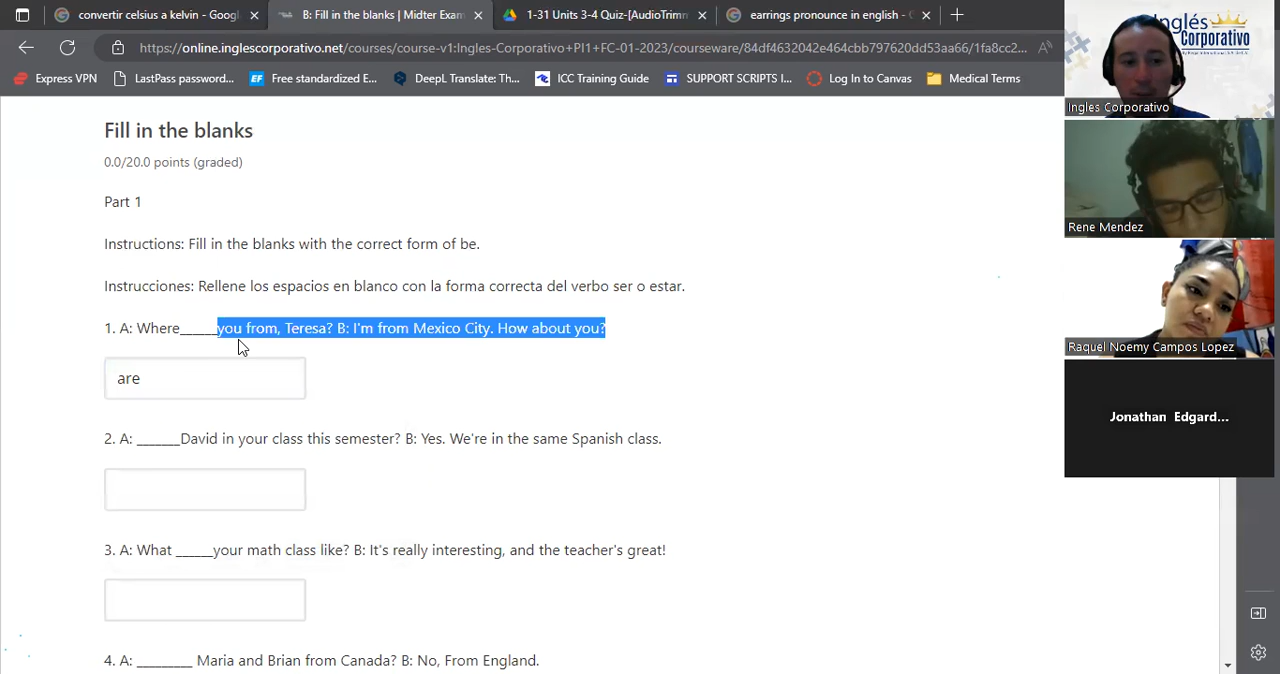 convertir celsius a kelvin - Googl
B: Fill in the blanks | Midter Exam
1-31 Units 3-4 Quiz-[AudioTrimm
earrings pronounce in english - G
https://online.inglescorporativo.net/courses/course-v1:Ingles-Corporativo+PI1+FC-01-2023/courseware/84df4632042e464cbb797620dd53aa66/1fa8cc2...
Express VPN
LastPass password...
EF Free standardized E...
DeepL Translate: Th...
ICC Training Guide
SUPPORT SCRIPTS I...
Log In to Canvas
Medical Terms
Fill in the blanks
0.0/20.0 points (graded)
Part 1
Instructions: Fill in the blanks with the correct form of be.
Instrucciones: Rellene los espacios en blanco con la forma correcta del verbo ser o estar.
1. A: Where______you from, Teresa? B: I'm from Mexico City. How about you?
are
2. A: _______David in your class this semester? B: Yes. We're in the same Spanish class.
3. A: What ______your math class like? B: It's really interesting, and the teacher's great!
4. A: _________ Maria and Brian from Canada? B: No, From England.
Inglés
Corporativo
Ingles Corporativo
Rene Mendez
Raquel Noemy Campos Lopez
Jonathan Edgard...